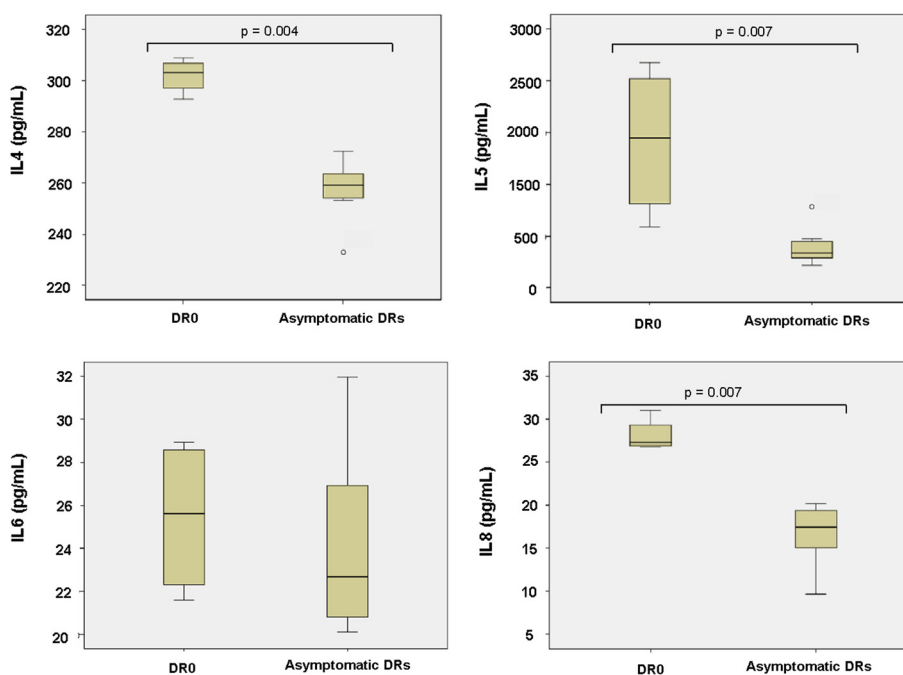 p = 0.004
320
300
280
260
240
220
IL4 (pg/mL)
DR0
Asymptomatic DRs
p = 0.007
3000
2500
2000
1500
500
0
IL5 (pg/mL)
DR0
Asymptomatic DRs
32
30
28
26
24
22
20
IL6 (pg/mL)
DR0
Asymptomatic DRs
p = 0.007
35
30
25
20
15
10
5
IL8 (pg/mL)
DR0
Asymptomatic DRs